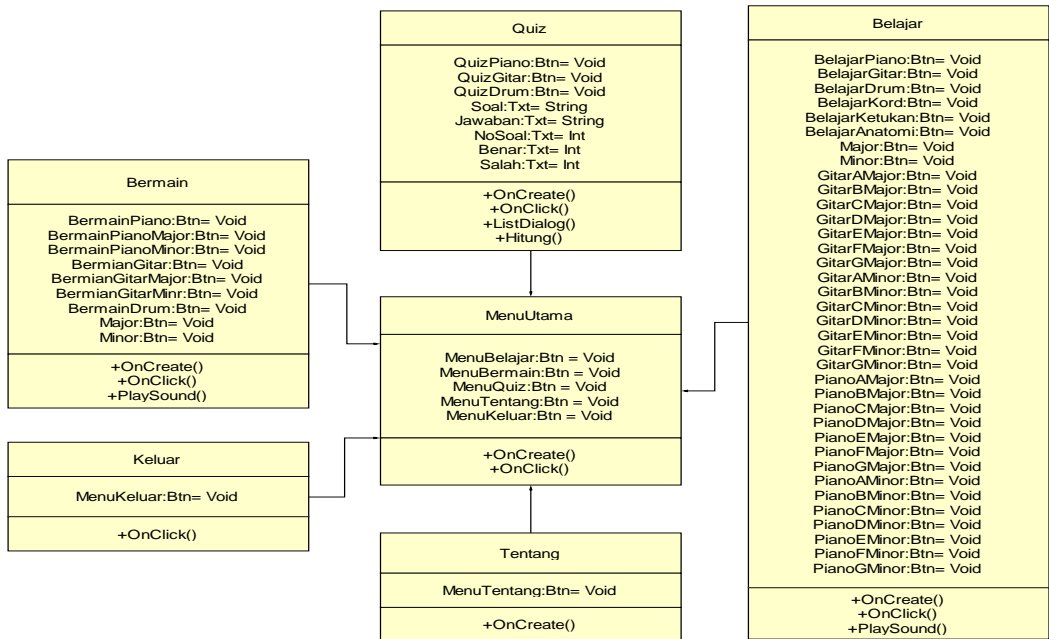 Quiz
QuizPiano:Btn= Void
QuizGitar:Btn= Void
QuizDrum:Btn= Void
Soal:Txt= String
Jawaban:Txt= String
NoSoal:Txt= Int
Benar:Txt= Int
Salah:Txt= Int
+OnCreate()
+OnClick()
+ListDialog()
+Hitung()
Belajar
BelajarPiano:Btn= Void
BelajarGitar:Btn= Void
BelajarDrum:Btn= Void
BelajarKord:Btn= Void
BelajarKetukan:Btn= Void
BelajarAnatomi:Btn= Void
Major:Btn= Void
Minor:Btn= Void
GitarAMajor:Btn= Void
GitarBMajor:Btn= Void
GitarCMajor:Btn= Void
GitarDMajor:Btn= Void
GitarEMajor:Btn= Void
GitarFMajor:Btn= Void
GitarGMajor:Btn= Void
GitarAMinor:Btn= Void
GitarBMinor:Btn= Void
GitarCMinor:Btn= Void
GitarDMinor:Btn= Void
GitarEMinor:Btn= Void
GitarFMinor:Btn= Void
GitarGMinor:Btn= Void
PianoAMajor:Btn= Void
PianoBMajor:Btn= Void
PianoCMajor:Btn= Void
PianoDMajor:Btn= Void
PianoEMajor:Btn= Void
PianoFMajor:Btn= Void
PianoGMajor:Btn= Void
PianoAMinor:Btn= Void
PianoBMinor:Btn= Void
PianoCMinor:Btn= Void
PianoDMinor:Btn= Void
PianoEMinor:Btn= Void
PianoFMinor:Btn= Void
PianoGMinor:Btn= Void
+OnCreate()
+OnClick()
+PlaySound()
Bermain
BermainPiano:Btn= Void
BermainPianoMajor:Btn= Void
BermainPianoMinor:Btn= Void
BermianGitar:Btn= Void
BermianGitarMajor:Btn= Void
BermianGitarMinr:Btn= Void
BermainDrum:Btn= Void
Major:Btn= Void
Minor:Btn= Void
+OnCreate()
+OnClick()
+PlaySound()
MenuUtama
MenuBelajar:Btn = Void
MenuBermain:Btn = Void
MenuQuiz:Btn = Void
MenuTentang:Btn = Void
MenuKeluar:Btn = Void
+OnCreate()
+OnClick()
Keluar
MenuKeluar:Btn= Void
+OnClick()
Tentang
MenuTentang:Btn= Void
+OnCreate()